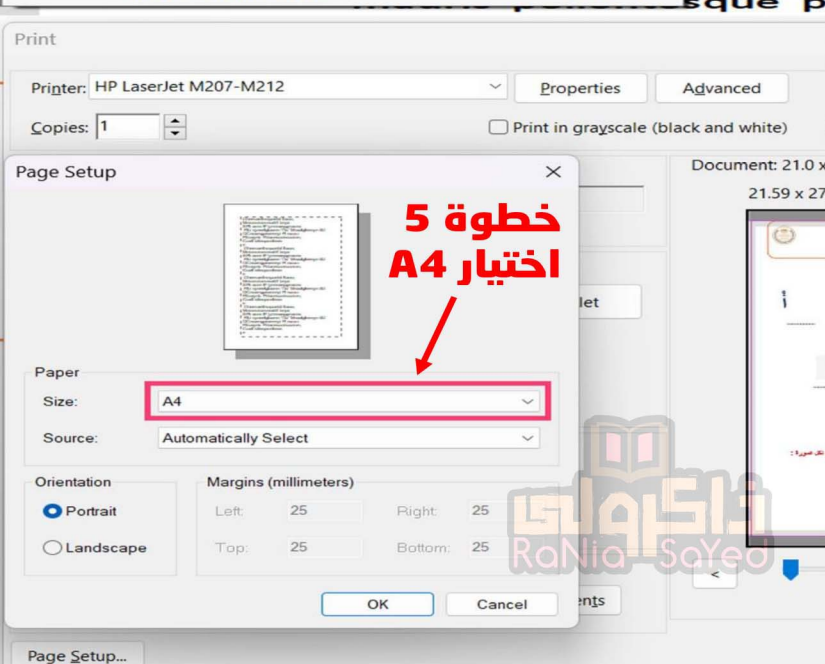 Print
Printer: HP LaserJet M207-M212
Properties
Advanced
Copies: 1
Print in grayscale (black and white)
Page Setup
Document: 21.0 x
21.59 x 27
خطوة 5
اختيار A4
let
Paper
Size: A4
Source: Automatically Select
Orientation
Portrait
Landscape
Margins (millimeters)
Left: 25 Right: 25
Top: 25 Bottom: 25
OK
Cancel
ents
<
Page Setup...
ذاكرولي
RaNia SaYed